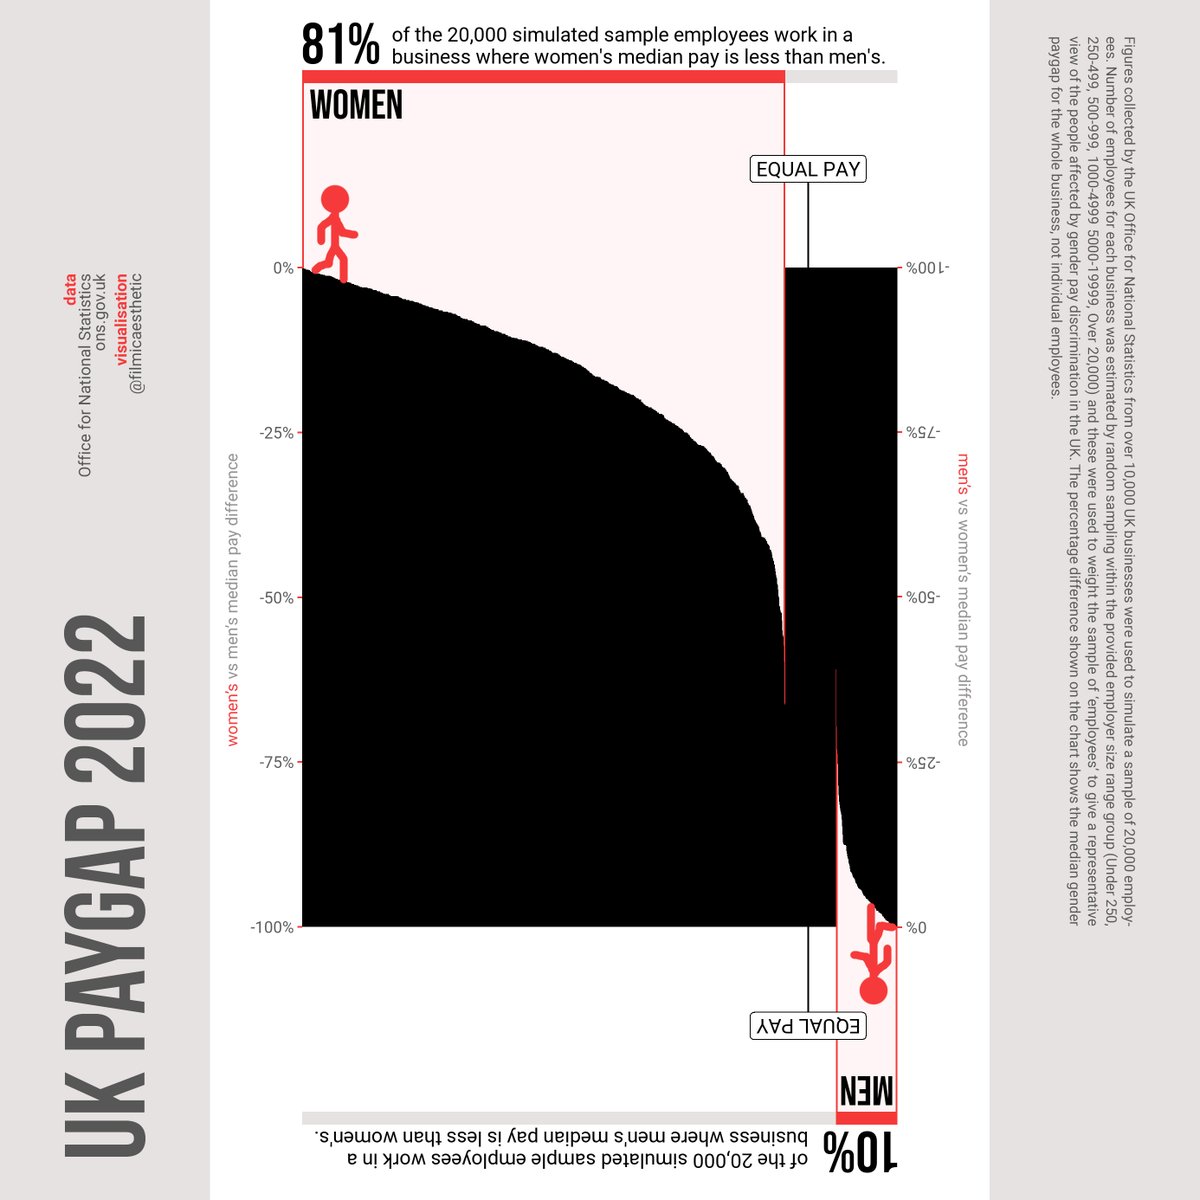 81%
of the 20,000 simulated sample employees work in a
business where women's median pay is less than men's.
WOMEN
EQUAL PAY
0%
-25%
-50%
-75%
-100%
women's vs men's median pay difference
-100%
-75%
-50%
-25%
0%
men's vs women's median pay difference
EQUAL PAY
MEN
10%
of the 20,000 simulated sample employees work in a
business where men's median pay is less than women's.
UK PAYGAP 2022
data
Office for National Statistics
ons.gov.uk
visualisation
@filmicaesthetic
Figures collected by the UK Office for National Statistics from over 10,000 UK businesses were used to simulate a sample of 20,000 employ-
ees. Number of employees for each business was estimated by random sampling within the provided employer size range group (Under 250,
250-499, 500-999, 1000-4999 5000-19999, Over 20,000) and these were used to weight the sample of 'employees' to give a representative
view of the people affected by gender pay discrimination in the UK. The percentage difference shown on the chart shows the median gender
paygap for the whole business, not individual employees.